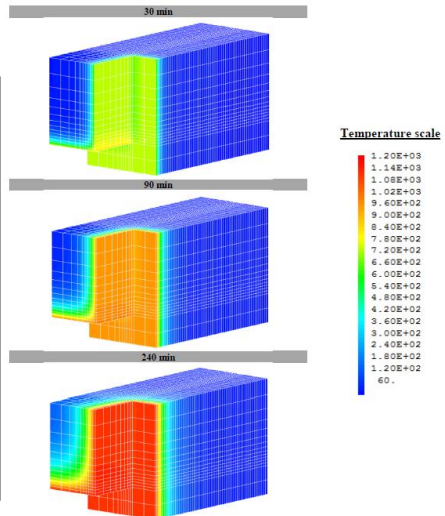 30 min
Temperature scale
1.20E+03
1.14E+03
1.08E+03
1.02E+03
9.60E+02
9.00E+02
8.40E+02
7.80E+02
7.20E+02
6.60E+02
6.00E+02
5.40E+02
4.80E+02
4.20E+02
3.60E+02
3.00E+02
2.40E+02
1.80E+02
1.20E+02
60.
90 min
240 min